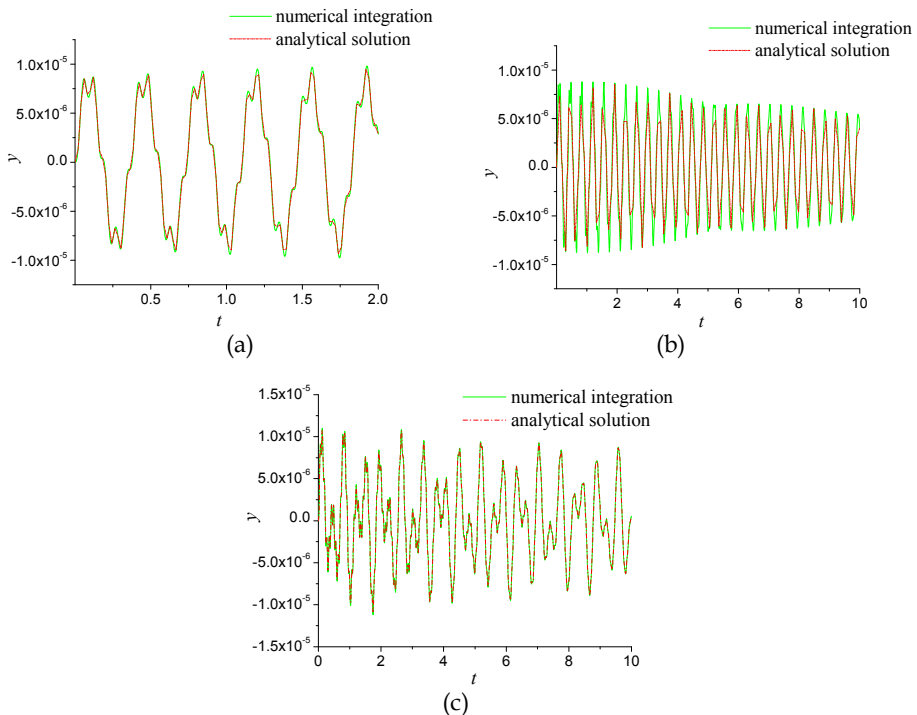 numerical integration
analytical solution
1.0x10-5
5.0x10-6
0.0
-5.0x10-6
-1.0x10-5
y
0.5
1.0
1.5
2.0
t
(a)
numerical integration
analytical solution
1.0x10-5
5.0x10-6
0.0
-5.0x10-6
-1.0x10-5
y
2
4
6
8
10
t
(b)
numerical integration
analytical solution
1.5x10-5
1.0x10-5
5.0x10-6
0.0
-5.0x10-6
-1.0x10-5
-1.5x10-5
y
0
2
4
6
8
10
t
(c)